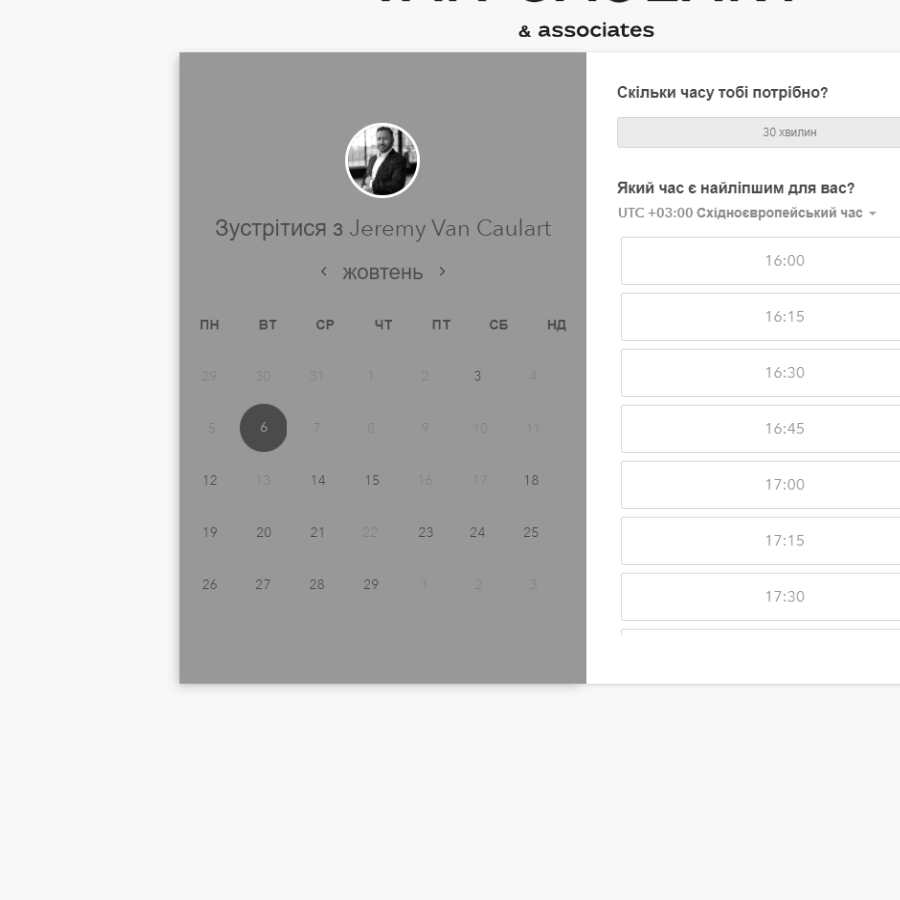 & associates
Зустрітися з Jeremy Van Caulart
жовтень
ПН ВТ СР ЧТ ПТ СБ НД
29 30 31 1 2 3 4
5 6 7 8 9 10 11
12 13 14 15 16 17 18
19 20 21 22 23 24 25
26 27 28 29 1 2 3
Скільки часу тобі потрібно?
30 хвилин
Який час є найліпшим для вас?
UTC +03:00 Східноєвропейський час
16:00
16:15
16:30
16:45
17:00
17:15
17:30